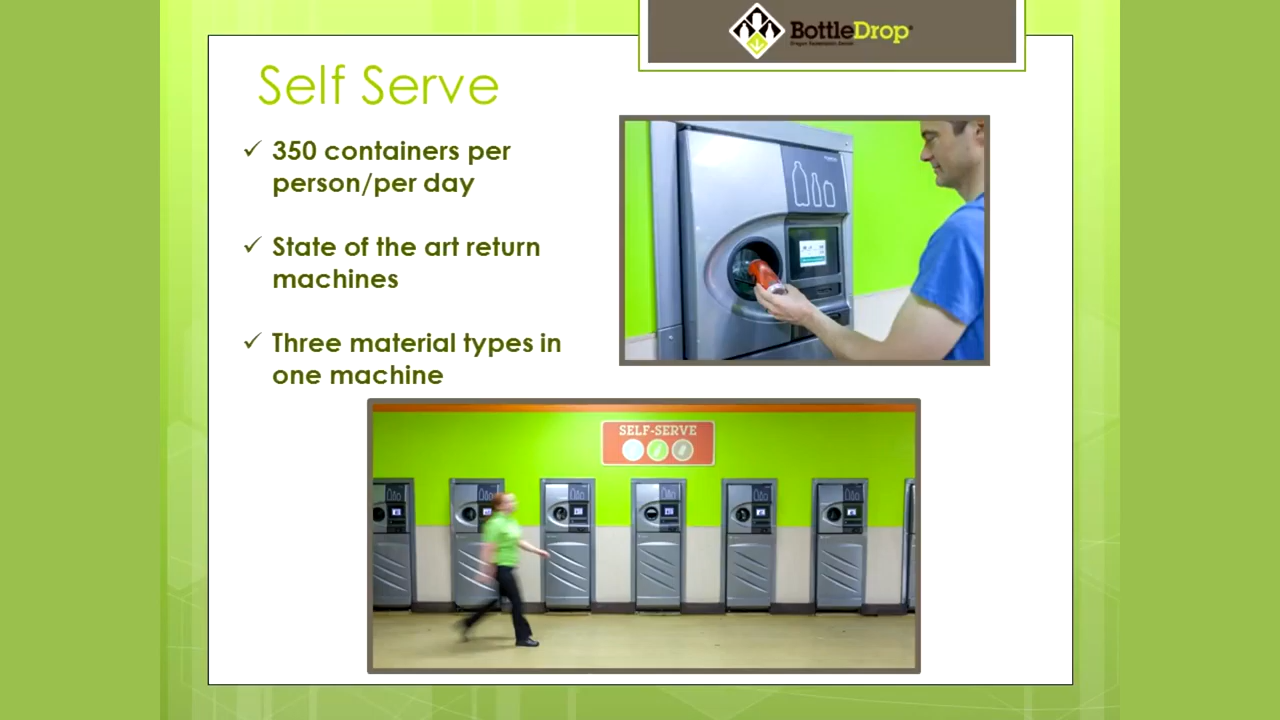 BottleDrop
Self Serve
350 containers per
person/per day
State of the art return
machines
Three material types in
one machine
SELF-SERVE